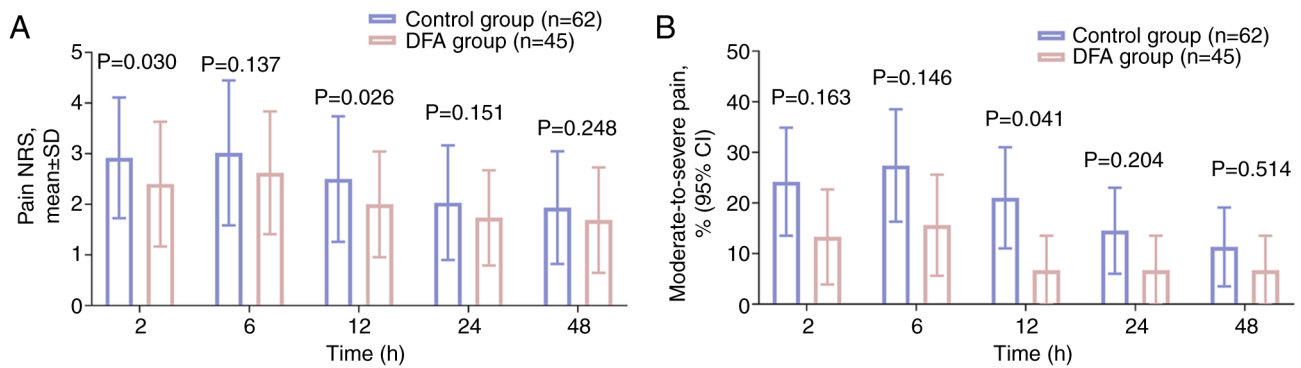 A
Control group (n=62)
DFA group (n=45)
Pain NRS,
mean±SD
5
4
3
2
1
0
P=0.030
P=0.137
P=0.026
P=0.151
P=0.248
2
6
12
24
48
Time (h)
B
Control group (n=62)
DFA group (n=45)
Moderate-to-severe pain,
% (95% CI)
50
40
30
20
10
0
P=0.163
P=0.146
P=0.041
P=0.204
P=0.514
2
6
12
24
48
Time (h)